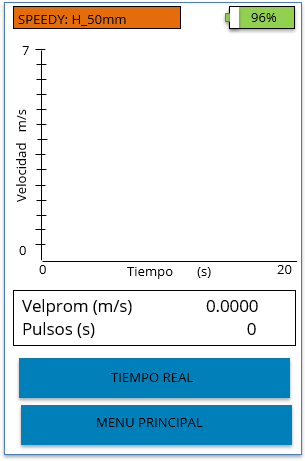 SPEEDY: H_50mm
96%
7
Velocidad m/s
0
0 Tiempo (s) 20
Velprom (m/s) 0.0000
Pulsos (s) 0
TIEMPO REAL
MENU PRINCIPAL